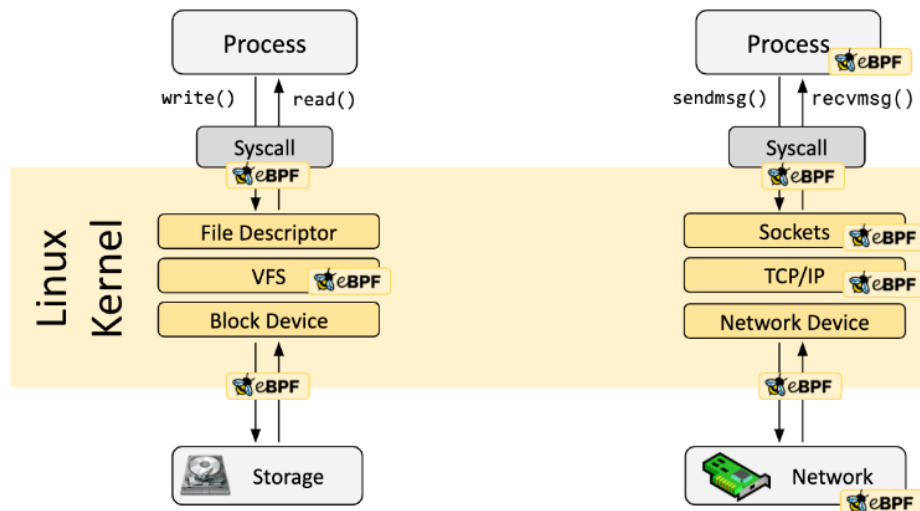 Process
write()
read()
Syscall
eBPF
Linux
Kernel
File Descriptor
VFS
eBPF
Block Device
eBPF
Storage
Process
eBPF
sendmsg()
recvmsg()
Syscall
eBPF
Sockets
eBPF
TCP/IP
eBPF
Network Device
eBPF
Network
eBPF